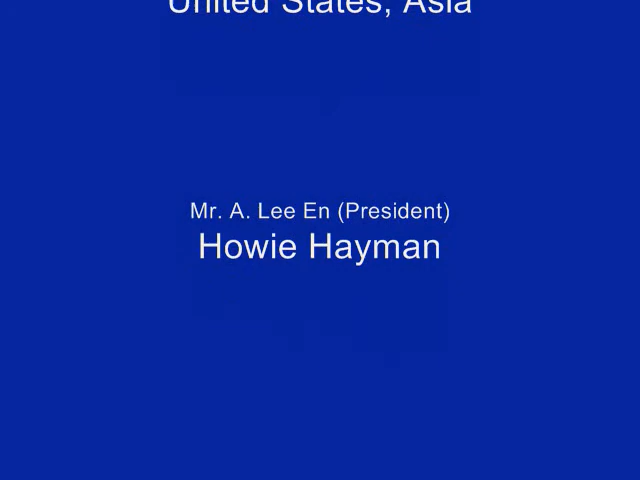 United States, Asia
Mr. A. Lee En (President)
Howie Hayman